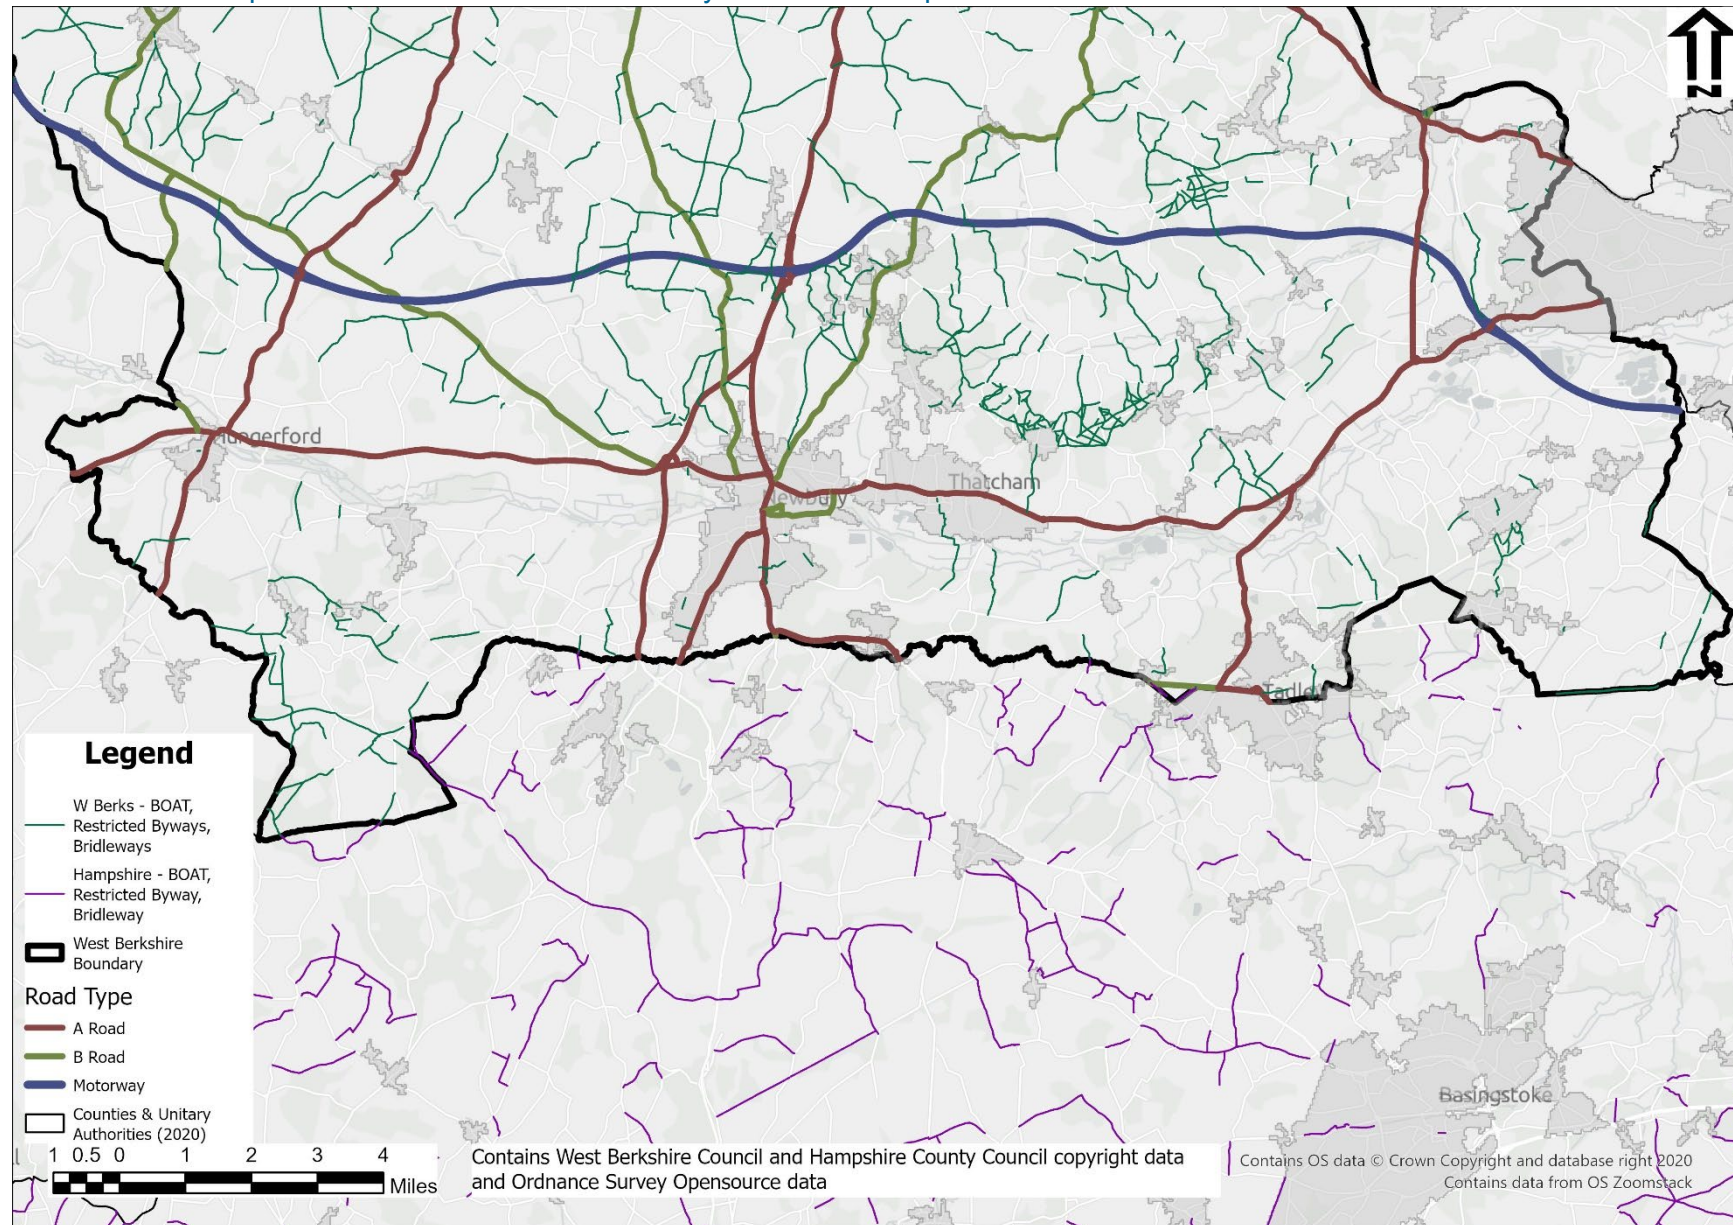 N
Hungerford
Newbury
Thatcham
Tadley
Basingstoke
Legend
W Berks - BOAT,
Restricted Byways,
Bridleways
Hampshire - BOAT,
Restricted Byway,
Bridleway
West Berkshire
Boundary
Road Type
A Road
B Road
Motorway
Counties & Unitary
Authorities (2020)
1 0.5 0 1 2 3 4
Miles
Contains West Berkshire Council and Hampshire County Council copyright data
and Ordnance Survey Opensource data
Contains OS data © Crown Copyright and database right 2020
Contains data from OS Zoomstack